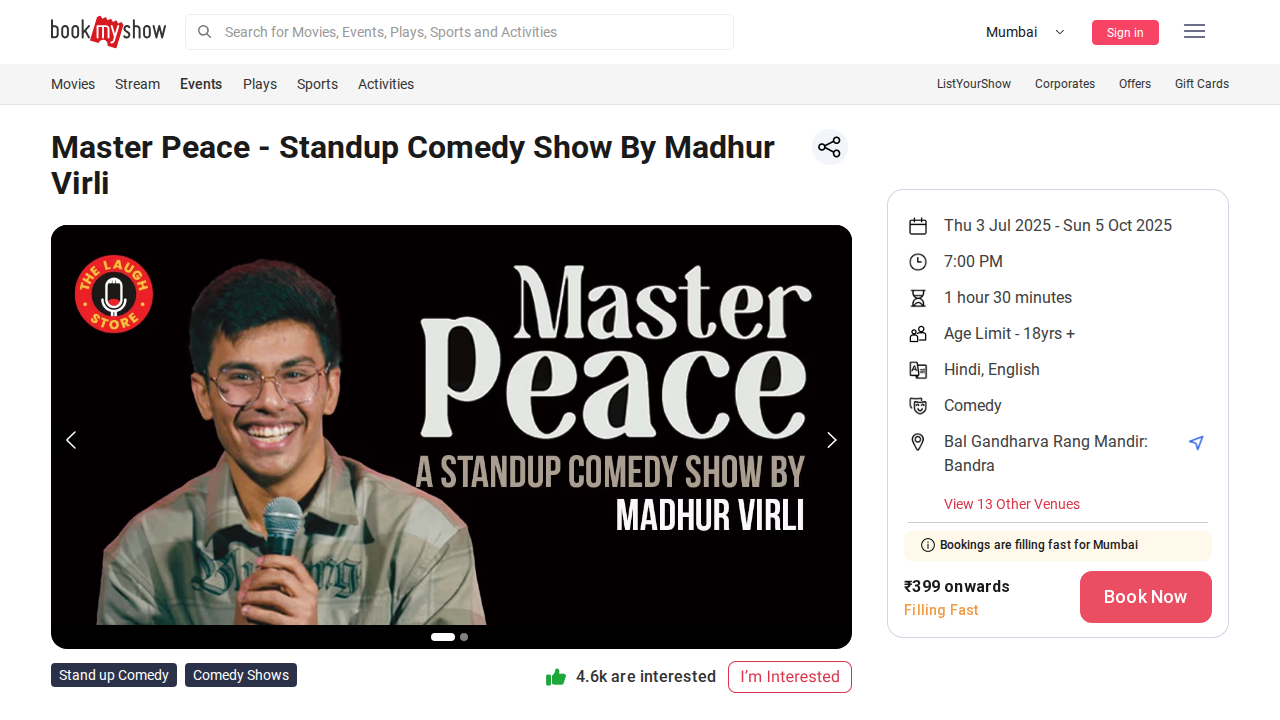 bookmyshow
Search for Movies, Events, Plays, Sports and Activities
Mumbai
Sign in
Movies
Stream
Events
Plays
Sports
Activities
ListYourShow
Corporates
Offers
Gift Cards
Master Peace - Standup Comedy Show By Madhur
Virli
THE LAUGH
STORE
Master
Peace
A STANDUP COMEDY SHOW BY
MADHUR VIRLI
Stand up Comedy
Comedy Shows
4.6k are interested
I'm Interested
Thu 3 Jul 2025 - Sun 5 Oct 2025
7:00 PM
1 hour 30 minutes
Age Limit - 18yrs +
Hindi, English
Comedy
Bal Gandharva Rang Mandir:
Bandra
View 13 Other Venues
Bookings are filling fast for Mumbai
₹399 onwards
Filling Fast
Book Now